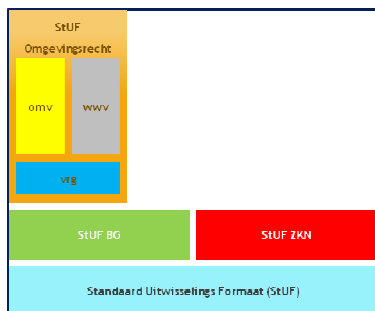 StUF
Omgevingsrecht
omv
wwv
vrg
StUF BG
StUF ZKN
Standaard Uitwisselings Formaat (StUF)